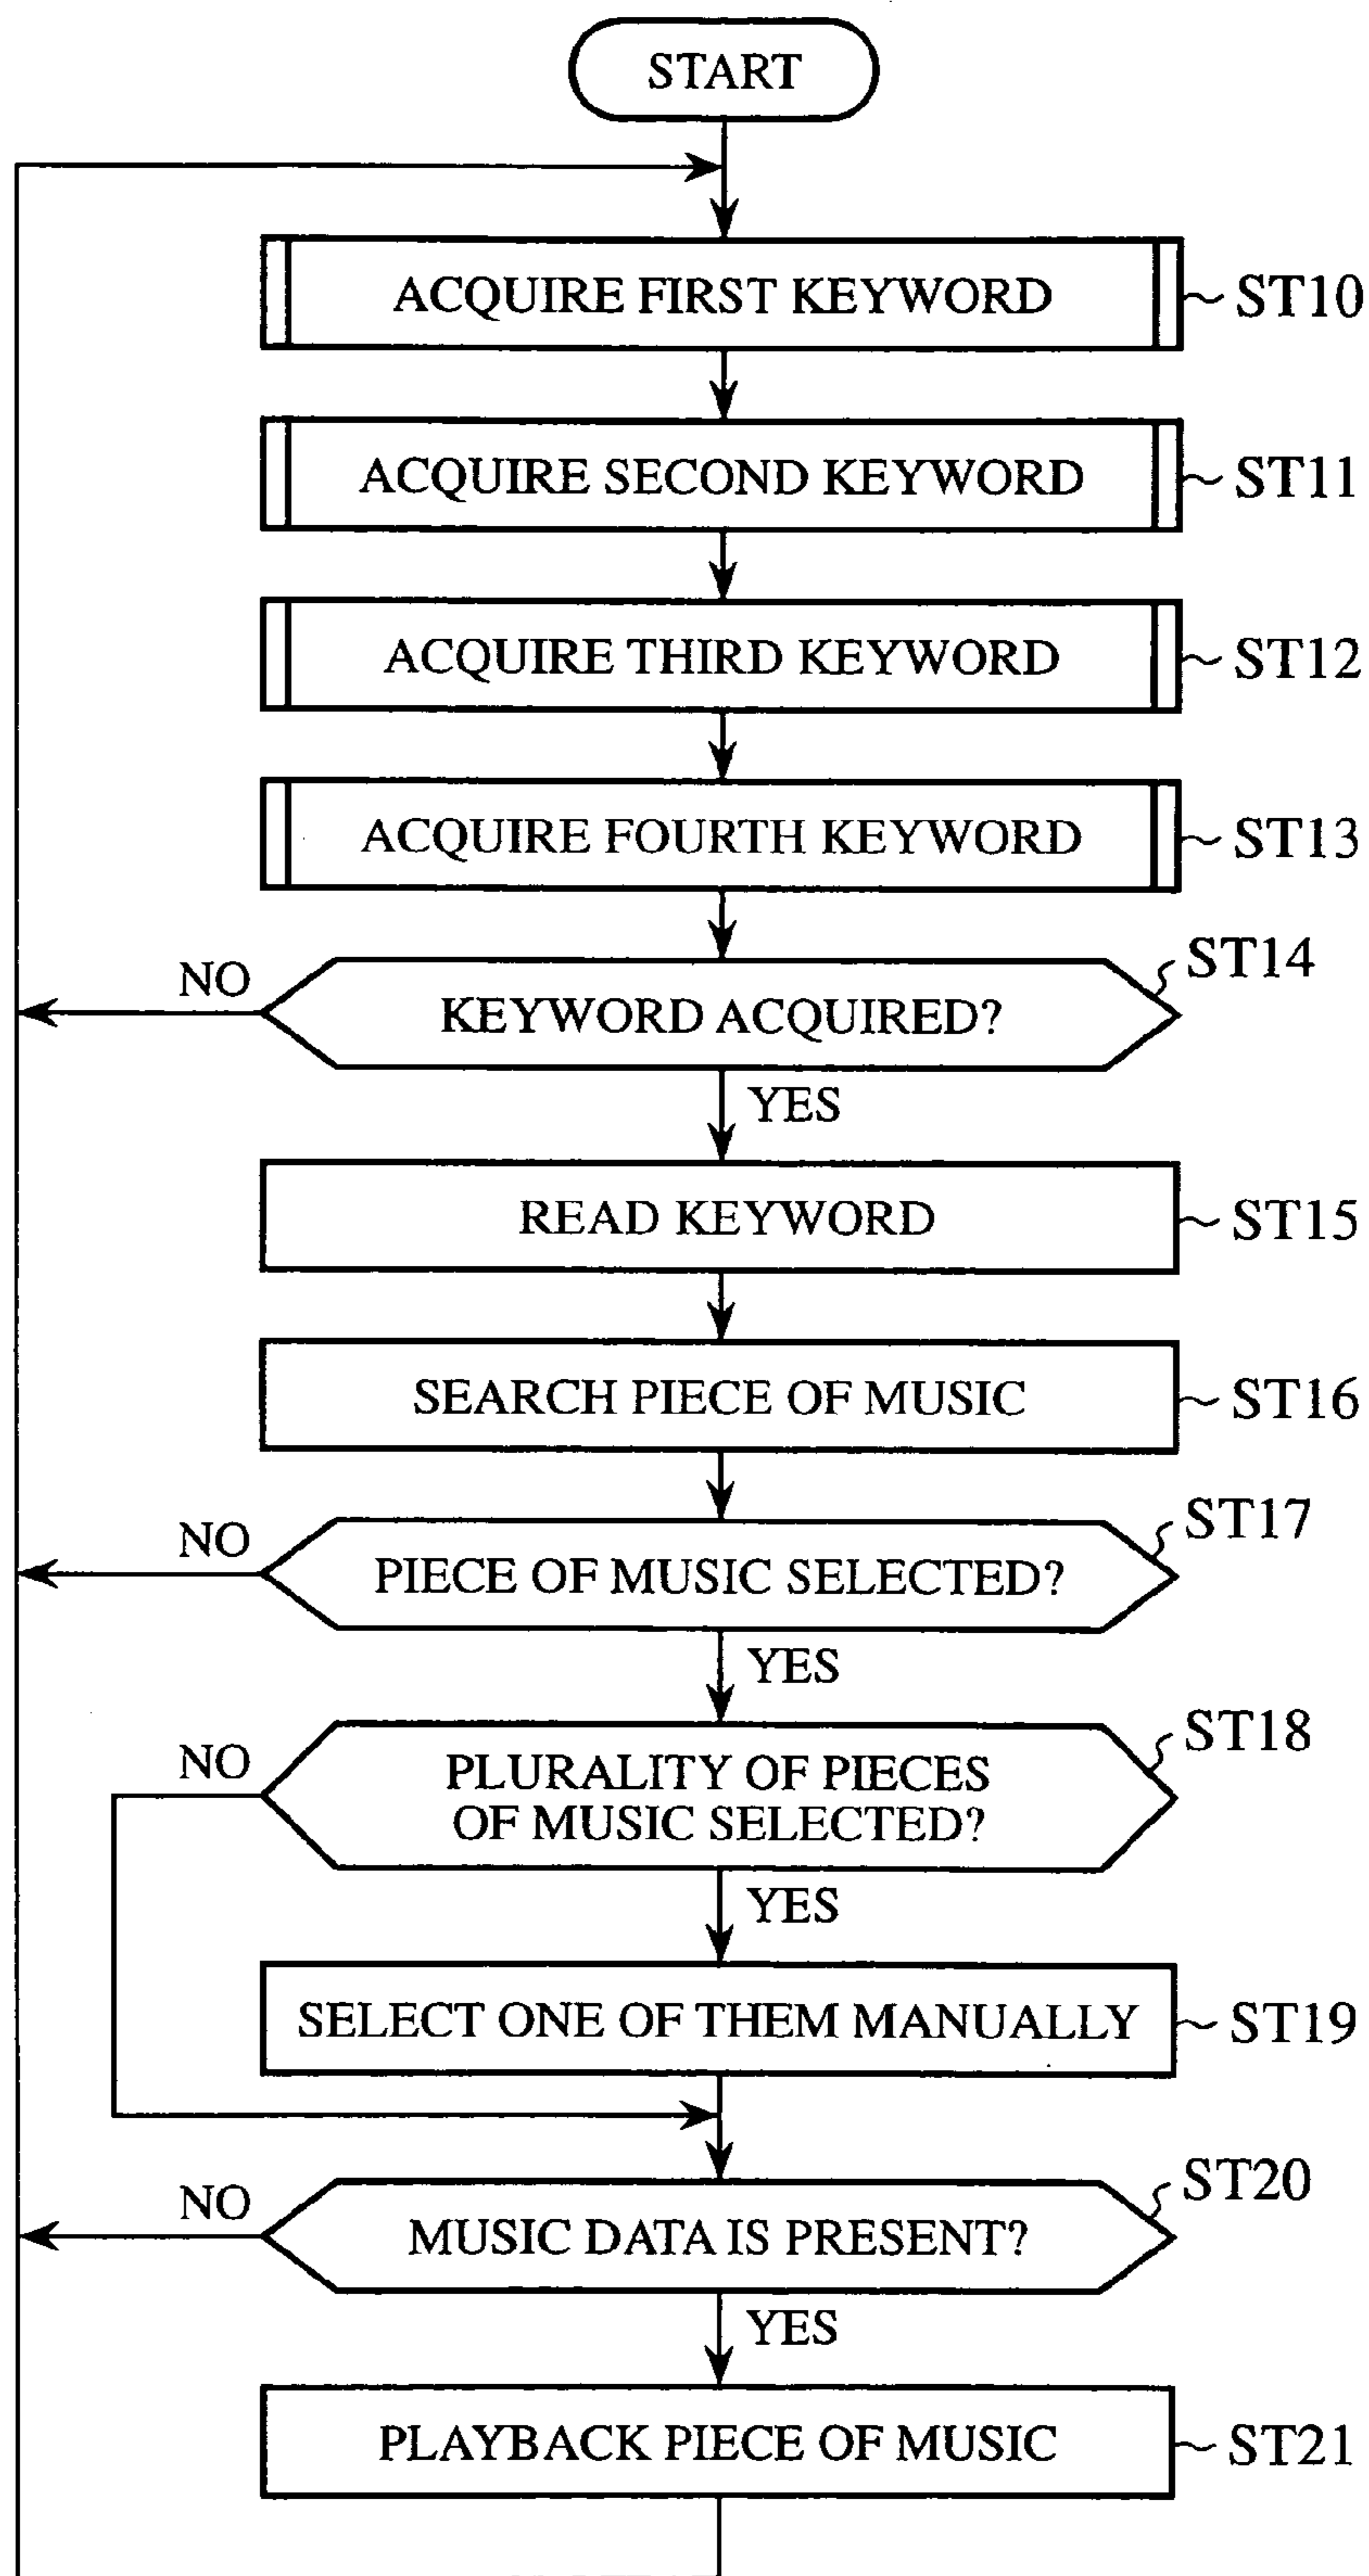 START
ACQUIRE FIRST KEYWORD
ST10
ACQUIRE SECOND KEYWORD
ST11
ACQUIRE THIRD KEYWORD
ST12
ACQUIRE FOURTH KEYWORD
ST13
NO
KEYWORD ACQUIRED?
ST14
YES
READ KEYWORD
ST15
SEARCH PIECE OF MUSIC
ST16
NO
PIECE OF MUSIC SELECTED?
ST17
YES
NO
PLURALITY OF PIECES
OF MUSIC SELECTED?
ST18
YES
SELECT ONE OF THEM MANUALLY
ST19
NO
MUSIC DATA IS PRESENT?
ST20
YES
PLAYBACK PIECE OF MUSIC
ST21